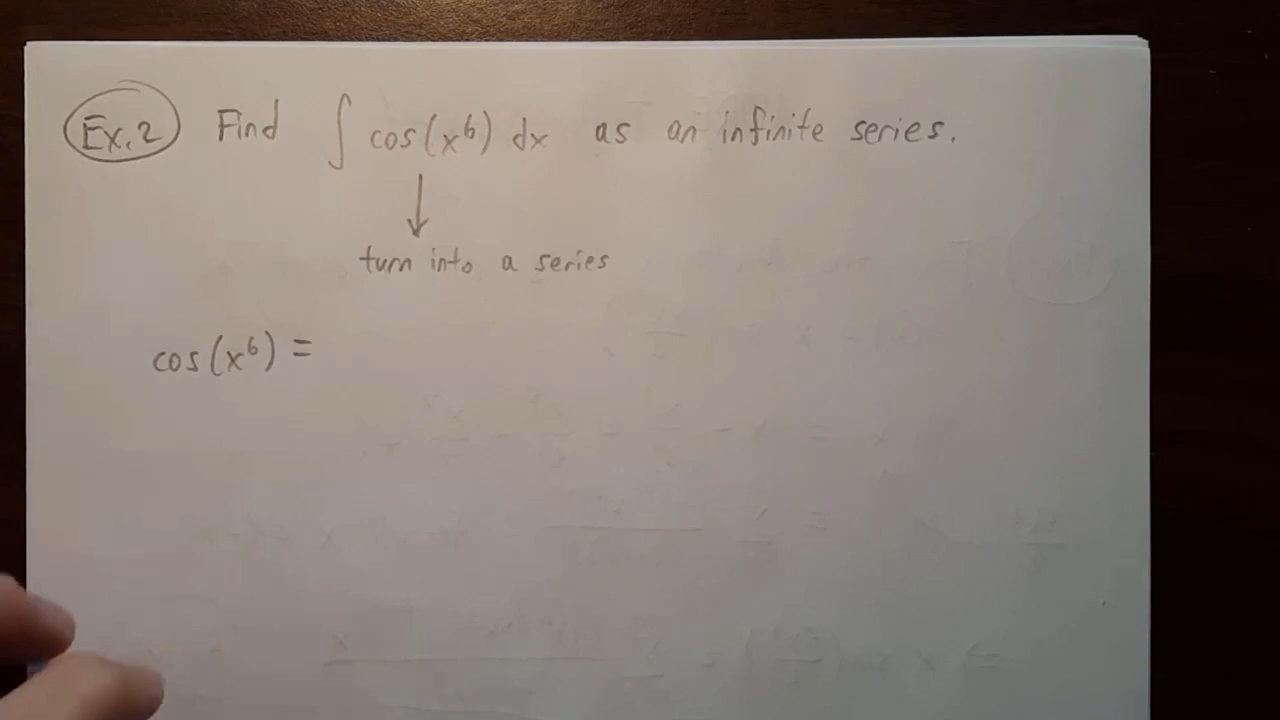 Ex. 2 Find ∫ cos(x⁶) dx as an infinite series.
turn into a series
cos(x⁶) =